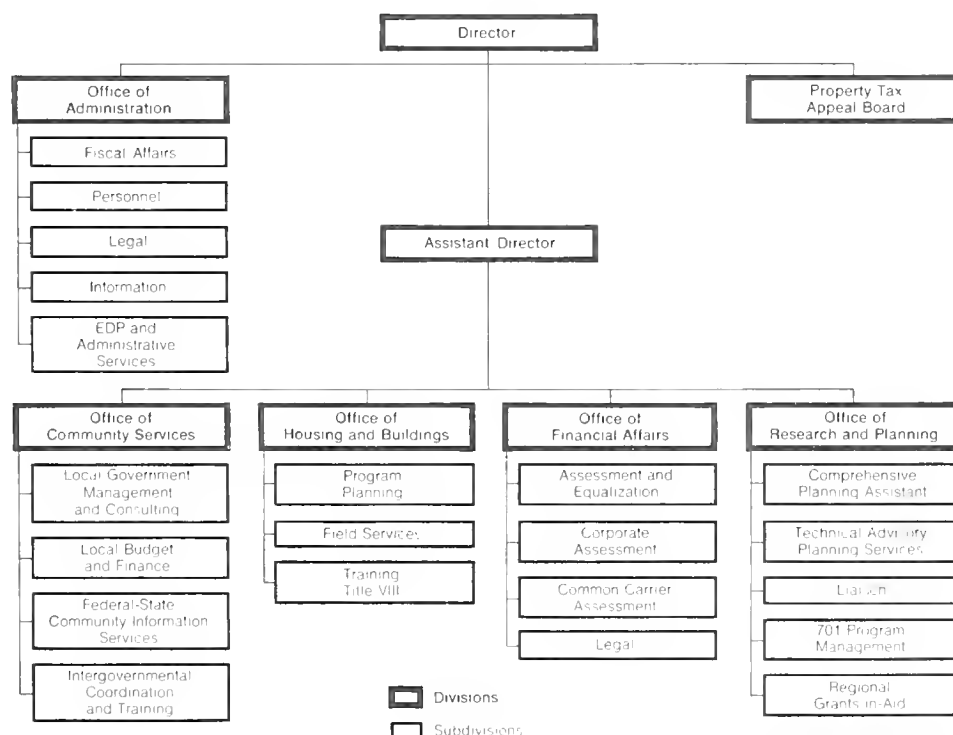 Director
Office of
Administration
Property Tax
Appeal Board
Fiscal Affairs
Personnel
Legal
Information
EDP and
Administrative
Services
Assistant Director
Office of
Community Services
Local Government
Management
and Consulting
Local Budget
and Finance
Federal-State
Community Information
Services
Intergovernmental
Coordination
and Training
Office of
Housing and Buildings
Program
Planning
Field Services
Training
Title VIII
Office of
Financial Affairs
Assessment and
Equalization
Corporate
Assessment
Common Carrier
Assessment
Legal
Office of
Research and Planning
Comprehensive
Planning Assistant
Technical Advisory
Planning Services
Liaison
701 Program
Management
Regional
Grants in-Aid
Divisions
Subdivisions